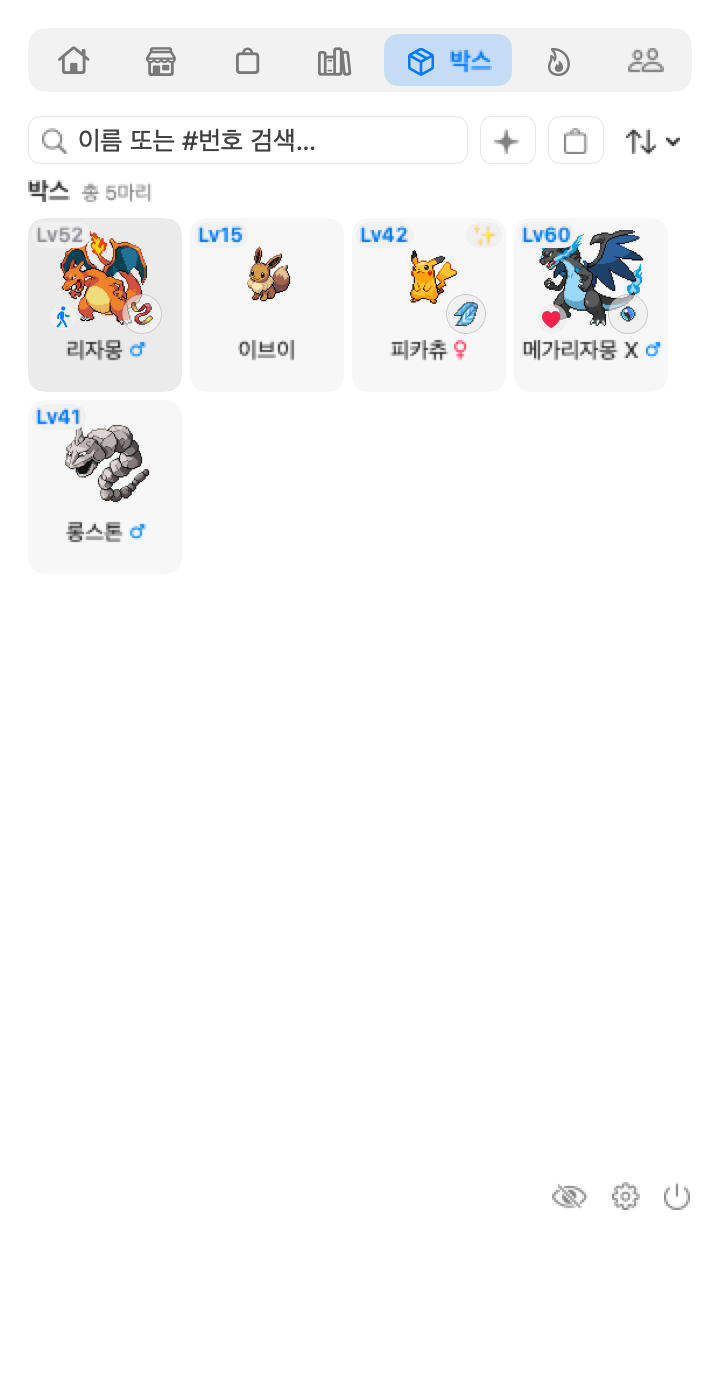 박스
이름 또는 #번호 검색...
박스 총 5마리
Lv52
리자몽 ♂
Lv15
이브이
Lv42
피카츄 ♀
Lv60
메가리자몽 X ♂
Lv41
롱스톤 ♂